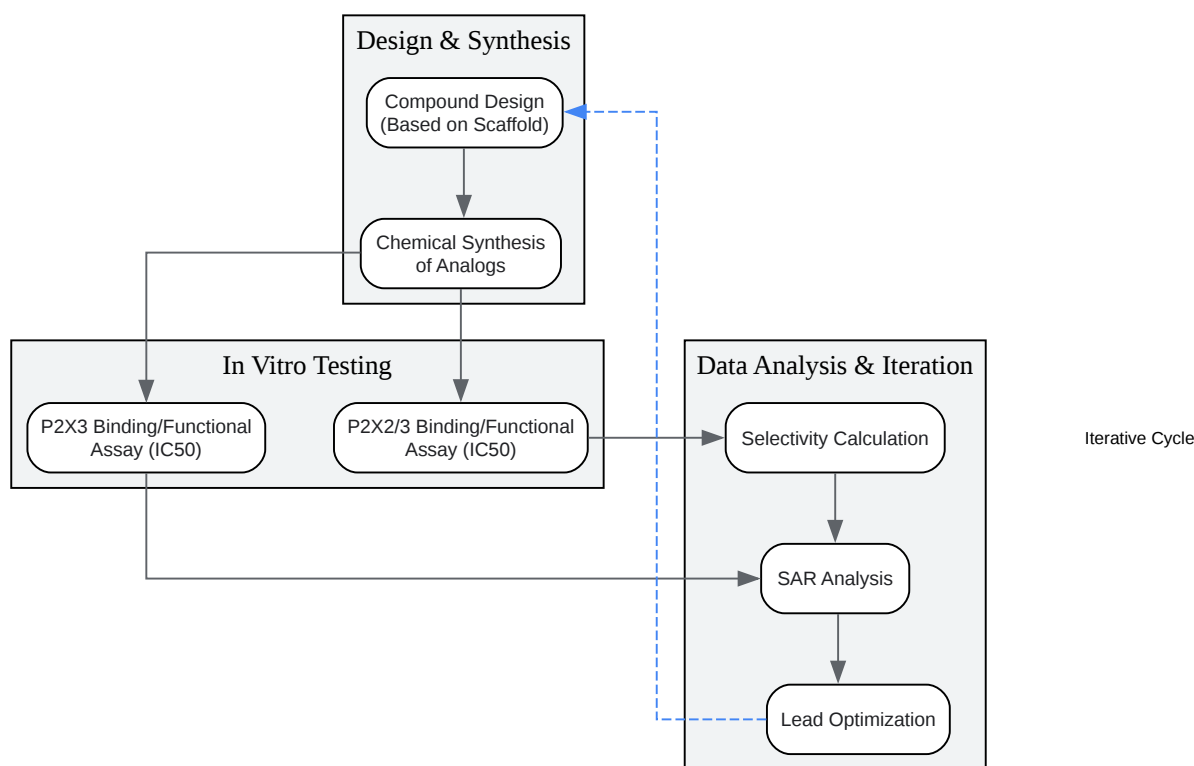 Design & Synthesis
Compound Design
(Based on Scaffold)
Chemical Synthesis
of Analogs
In Vitro Testing
P2X3 Binding/Functional
Assay (IC50)
P2X2/3 Binding/Functional
Assay (IC50)
Data Analysis & Iteration
Selectivity Calculation
SAR Analysis
Lead Optimization
Iterative Cycle